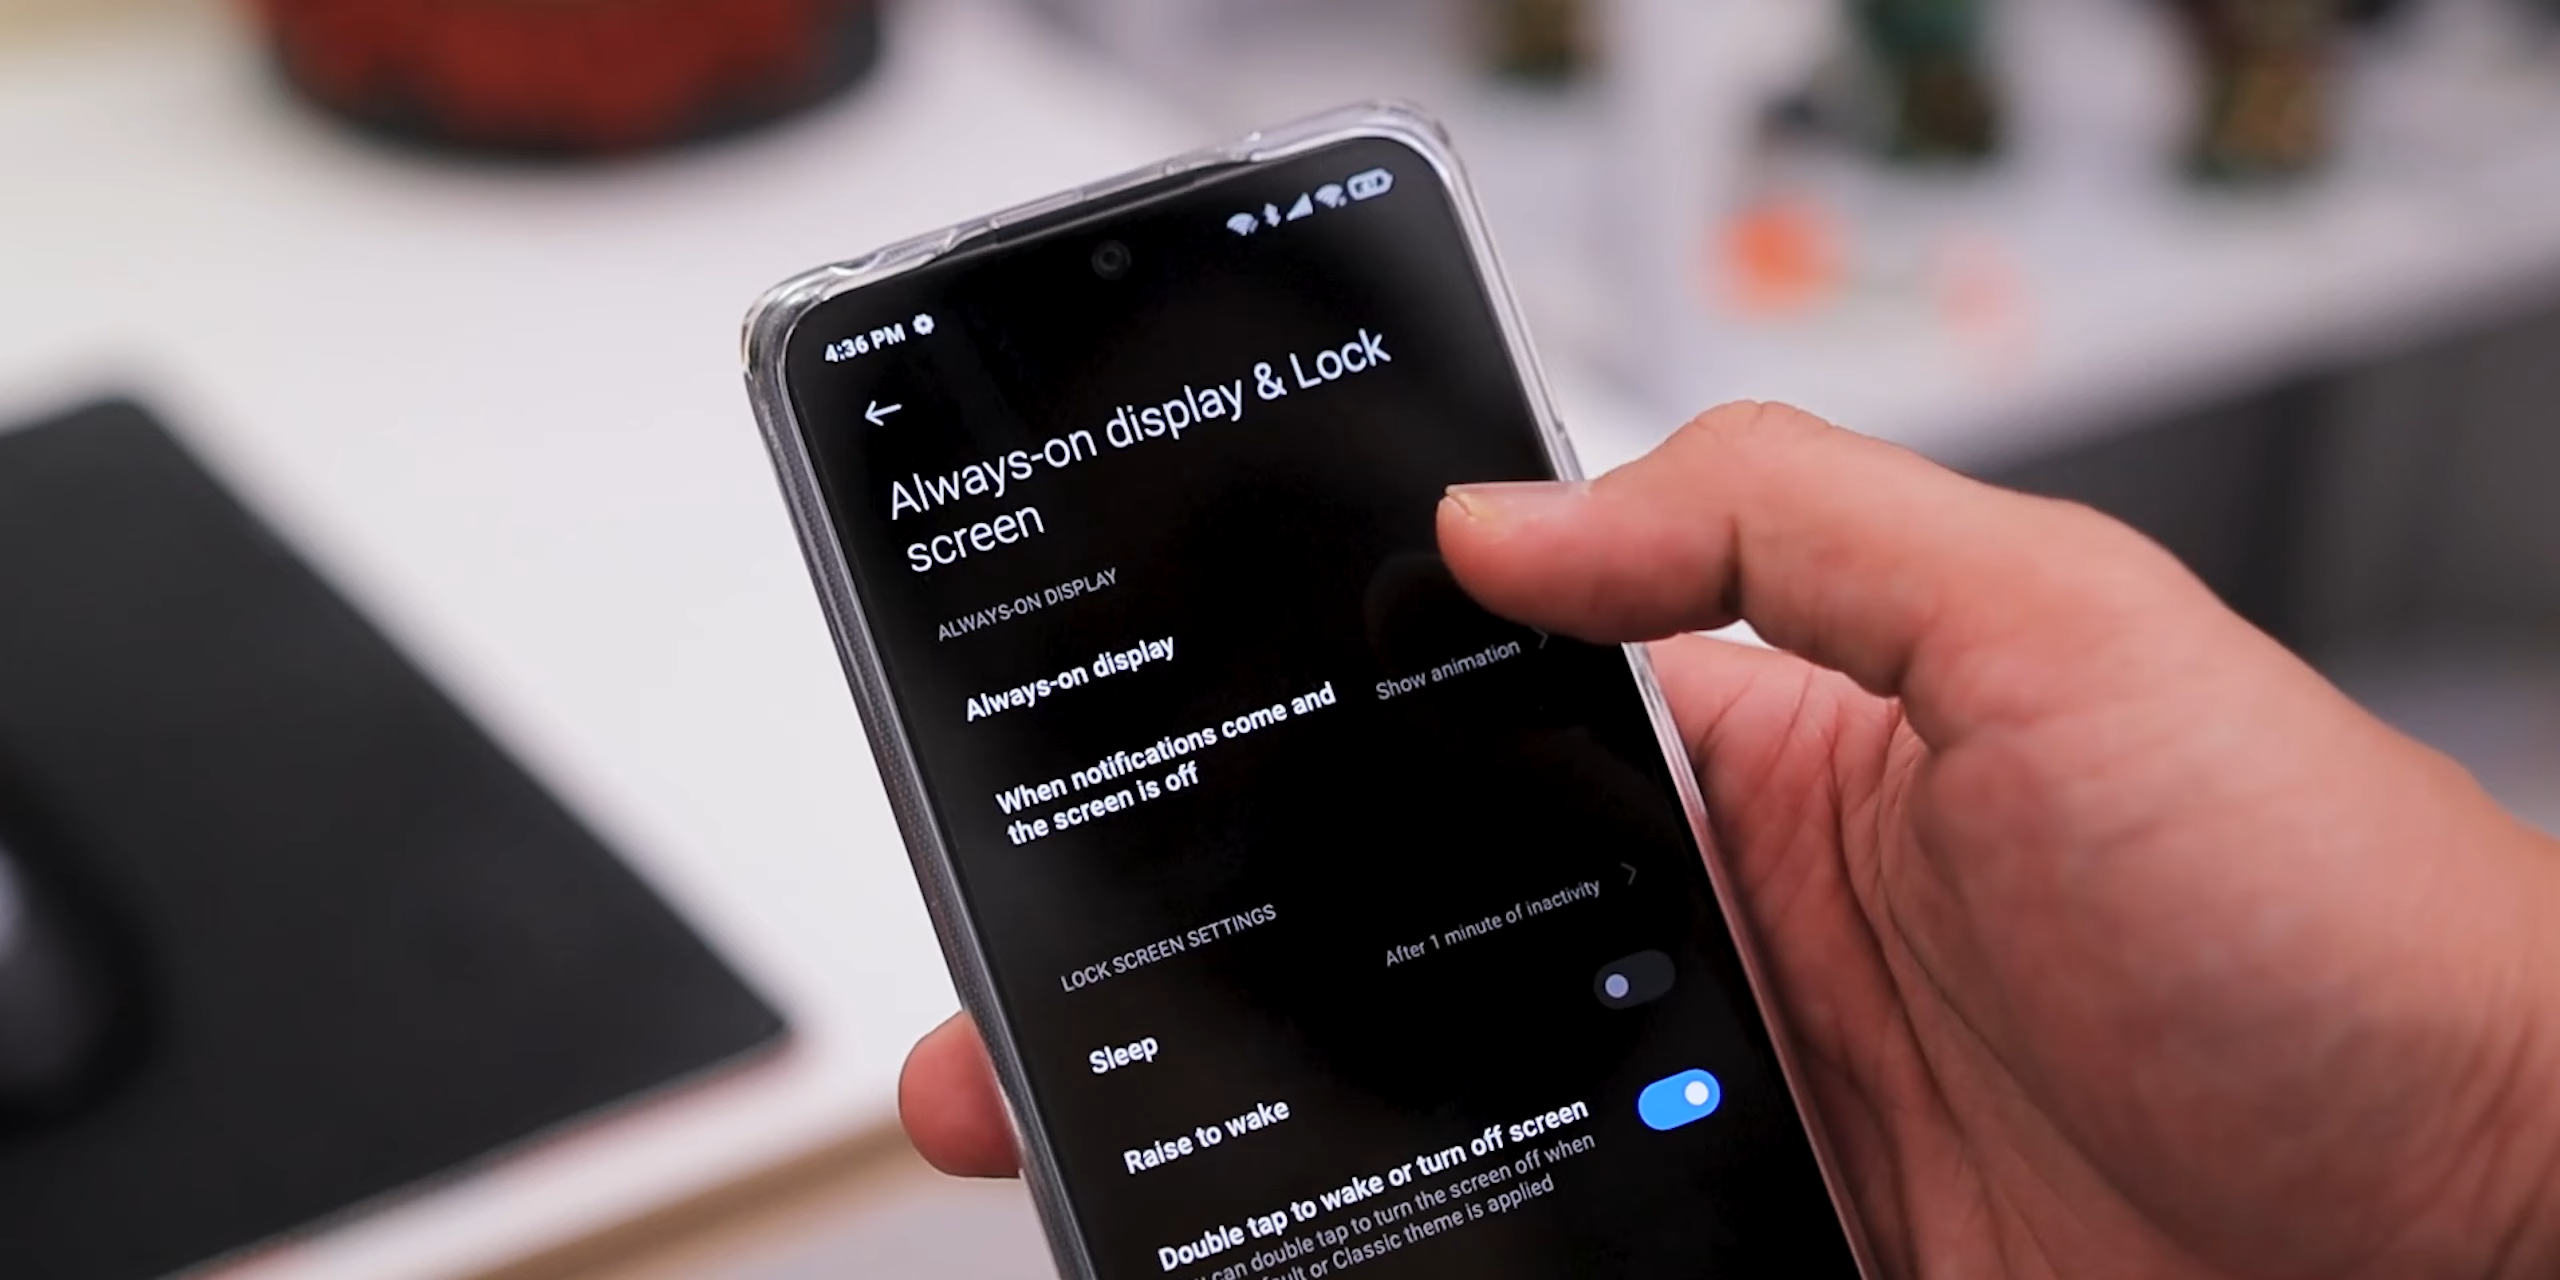 4:36 PM
Always-on display & Lock
screen
ALWAYS-ON DISPLAY
Always-on display
When notifications come and
the screen is off
Show animation
LOCK SCREEN SETTINGS
Sleep
After 1 minute of inactivity
Raise to wake
Double tap to wake or turn off screen
can double tap to turn the screen off when
or Classic theme is applied